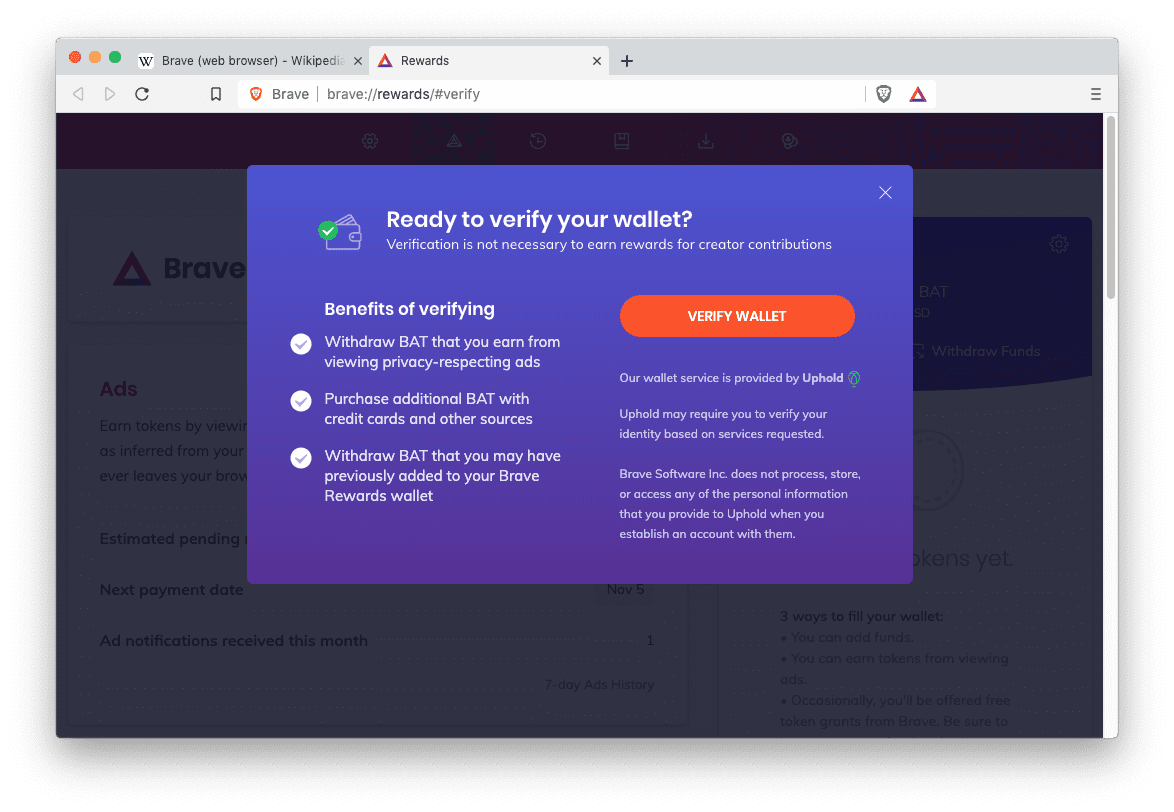 Brave (web browser) - Wikipedia
Rewards
Brave
brave://rewards/#verify
Ready to verify your wallet?
Verification is not necessary to earn rewards for creator contributions
Benefits of verifying
Withdraw BAT that you earn from
viewing privacy-respecting ads
Purchase additional BAT with
credit cards and other sources
Withdraw BAT that you may have
previously added to your Brave
Rewards wallet
VERIFY WALLET
Our wallet service is provided by Uphold
Uphold may require you to verify your
identity based on services requested.
Brave Software Inc. does not process, store,
or access any of the personal information
that you provide to Uphold when you
establish an account with them.
Brave
Ads
Earn tokens by viewin
as inferred from your
ever leaves your brow
Estimated pending
Next payment date
Nov 5
Ad notifications received this month
1
7-day Ads History
BAT
SD
Withdraw Funds
okens yet.
3 ways to fill your wallet:
• You can add funds.
• You can earn tokens from viewing
ads.
• Occasionally, you'll be offered free
token grants from Brave. Be sure to